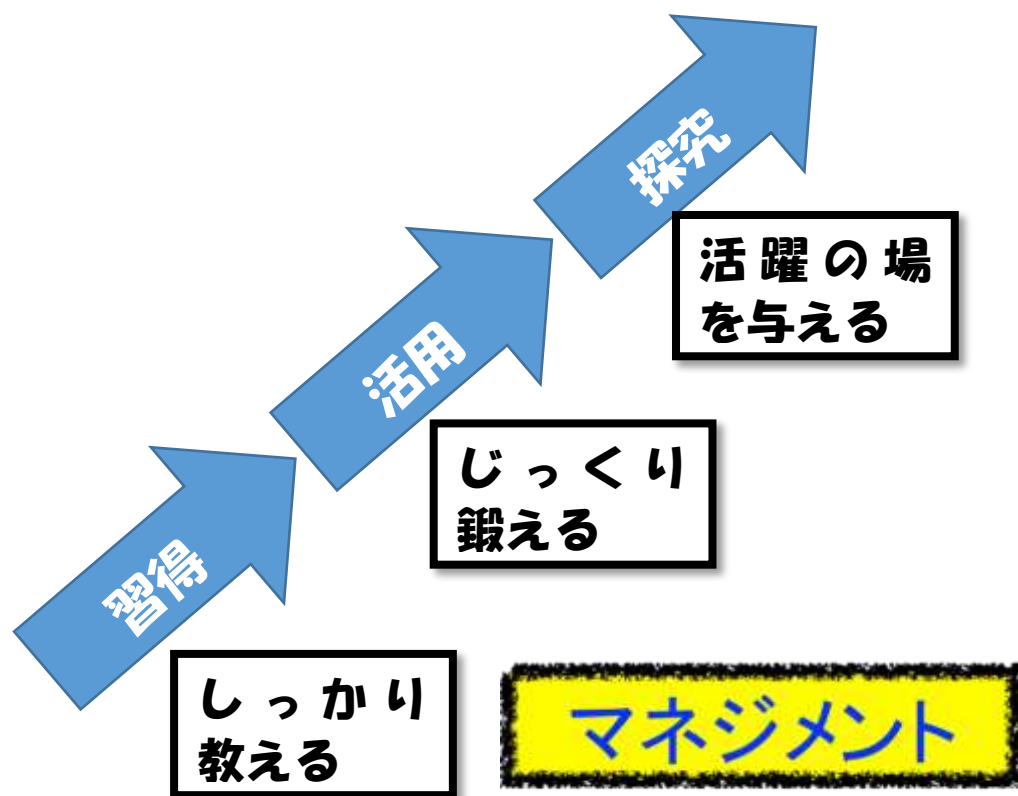 探究
活躍の場
を与える
活用
じっくり
鍛える
習得
しっかり
教える
マネジメント